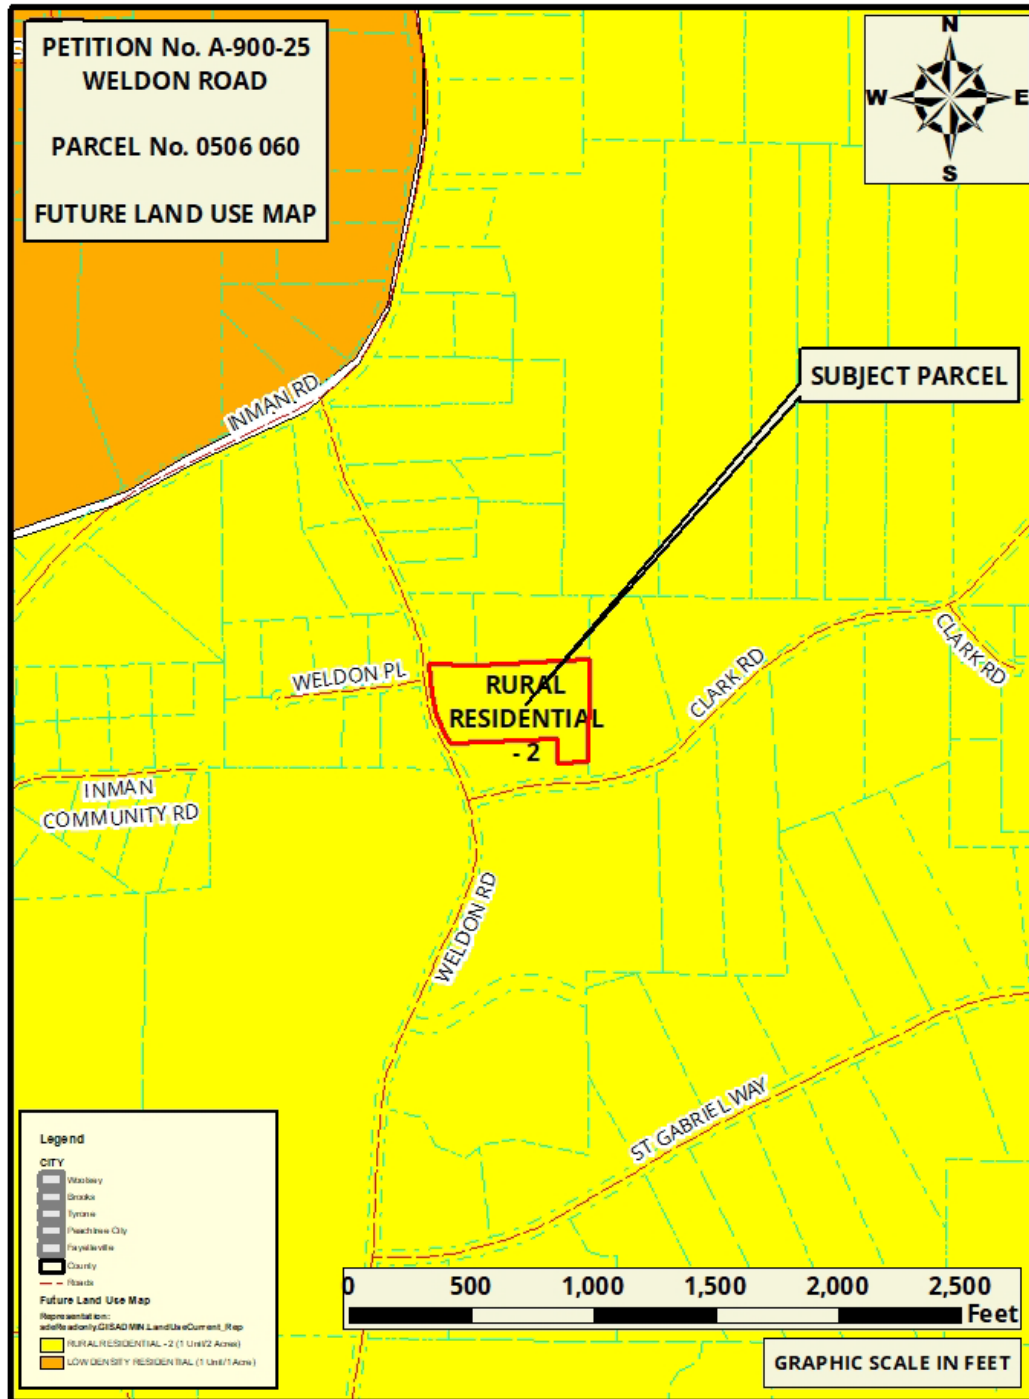 PETITION No. A-900-25
WELDON ROAD
PARCEL No. 0506 060
FUTURE LAND USE MAP
N
W
E
S
INMAN RD
SUBJECT PARCEL
CLARK RD
CLARK RD
WELDON PL
RURAL
RESIDENTIAL
- 2
INMAN
COMMUNITY RD
WELDON RD
ST GABRIEL WAY
Legend
CITY
Woolsey
Brooks
Tyrone
Peachtree City
Fayetteville
County
Roads
Future Land Use Map
Representation:
sdeReadonly.GISADMIN.LandUseCurrent_Rep
RURAL RESIDENTIAL - 2 (1 Unit/2 Acres)
LOW DENSITY RESIDENTIAL (1 Unit/1 Acre)
0 500 1,000 1,500 2,000 2,500
Feet
GRAPHIC SCALE IN FEET